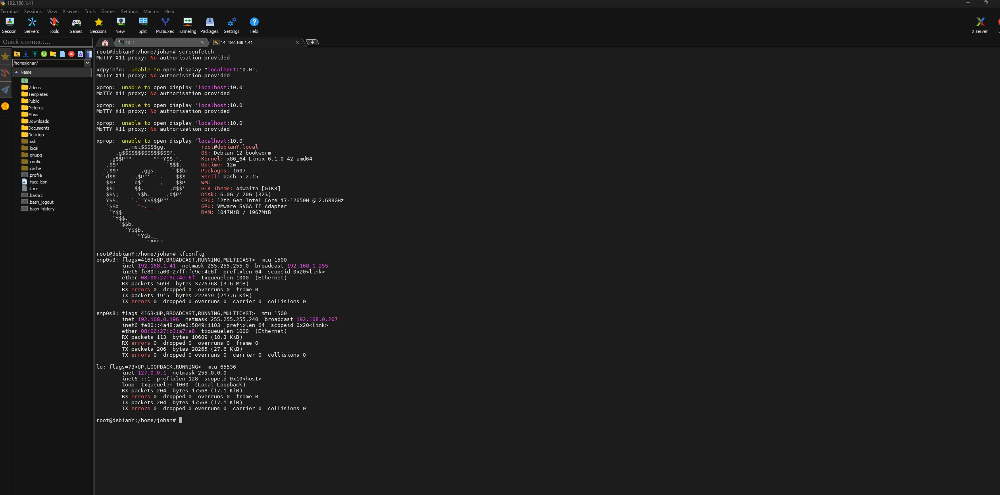 192.168.1.41
Terminal Sessions View X server Tools Games Settings Macros Help
Session Servers Tools Games Sessions View Split MultiExec Tunneling Packages Settings Help X server
Quick connect...
13. /
14. 192.168.1.41
/home/johan/
Name
..
Videos
Templates
Public
Pictures
Music
Downloads
Documents
Desktop
.ssh
.local
.gnupg
.config
.cache
.profile
.face.icon
.face
.bashrc
.bash_logout
.bash_history
root@debianY:/home/johan# screenfetch
MoTTY X11 proxy: No authorisation provided
xdpyinfo:  unable to open display "localhost:10.0".
MoTTY X11 proxy: No authorisation provided
xprop:  unable to open display 'localhost:10.0'
MoTTY X11 proxy: No authorisation provided
xprop:  unable to open display 'localhost:10.0'
MoTTY X11 proxy: No authorisation provided
xprop:  unable to open display 'localhost:10.0'
MoTTY X11 proxy: No authorisation provided
xprop:  unable to open display 'localhost:10.0'
         _,met$$$$$gg.           root@debianY.local
      ,g$$$$$$$$$$$$$$$P.        OS: Debian 12 bookworm
    ,g$$P""       """Y$$.".      Kernel: x86_64 Linux 6.1.0-42-amd64
   ,$$P'              `$$$.      Uptime: 12m
  ',$$P       ,ggs.     `$$b:    Packages: 1607
  `d$$'     ,$P"'   .    $$$     Shell: bash 5.2.15
   $$P      d$'     ,    $$P     WM:
   $$:      $$.   -    ,d$$'     GTK Theme: Adwaita [GTK3]
   $$\;      Y$b._   _,d$P'      Disk: 6.0G / 20G (32%)
   Y$$.    `.`"Y$$$$P"'          CPU: 12th Gen Intel Core i7-12650H @ 2.688GHz
   `$$b      "-.__               GPU: VMware SVGA II Adapter
    `Y$$                         RAM: 1047MiB / 1967MiB
     `Y$$.
       `$$b.
         `Y$$b.
            `"Y$b._
                `""""
root@debianY:/home/johan# ifconfig
enp0s3: flags=4163<UP,BROADCAST,RUNNING,MULTICAST>  mtu 1500
        inet 192.168.1.41  netmask 255.255.255.0  broadcast 192.168.1.255
        inet6 fe80::a00:27ff:fe9c:4e6f  prefixlen 64  scopeid 0x20<link>
        ether 08:00:27:9c:4e:6f  txqueuelen 1000  (Ethernet)
        RX packets 5693  bytes 3776768 (3.6 MiB)
        RX errors 0  dropped 0  overruns 0  frame 0
        TX packets 1915  bytes 222859 (217.6 KiB)
        TX errors 0  dropped 0 overruns 0  carrier 0  collisions 0
enp0s8: flags=4163<UP,BROADCAST,RUNNING,MULTICAST>  mtu 1500
        inet 192.168.0.196  netmask 255.255.255.240  broadcast 192.168.0.207
        inet6 fe80::4a48:a0e0:5849:1103  prefixlen 64  scopeid 0x20<link>
        ether 08:00:27:c3:a7:a8  txqueuelen 1000  (Ethernet)
        RX packets 113  bytes 10609 (10.3 KiB)
        RX errors 0  dropped 0  overruns 0  frame 0
        TX packets 206  bytes 28265 (27.6 KiB)
        TX errors 0  dropped 0 overruns 0  carrier 0  collisions 0
lo: flags=73<UP,LOOPBACK,RUNNING>  mtu 65536
        inet 127.0.0.1  netmask 255.0.0.0
        inet6 ::1  prefixlen 128  scopeid 0x10<host>
        loop  txqueuelen 1000  (Local Loopback)
        RX packets 204  bytes 17568 (17.1 KiB)
        RX errors 0  dropped 0  overruns 0  frame 0
        TX packets 204  bytes 17568 (17.1 KiB)
        TX errors 0  dropped 0 overruns 0  carrier 0  collisions 0
root@debianY:/home/johan#